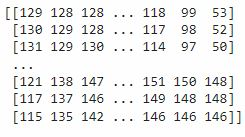 [[129 128 128 ... 118 99 53]
[130 129 128 ... 117 98 52]
[131 129 130 ... 114 97 50]
...
[121 138 147 ... 151 150 148]
[117 137 146 ... 149 148 148]
[115 135 142 ... 146 146 146]]